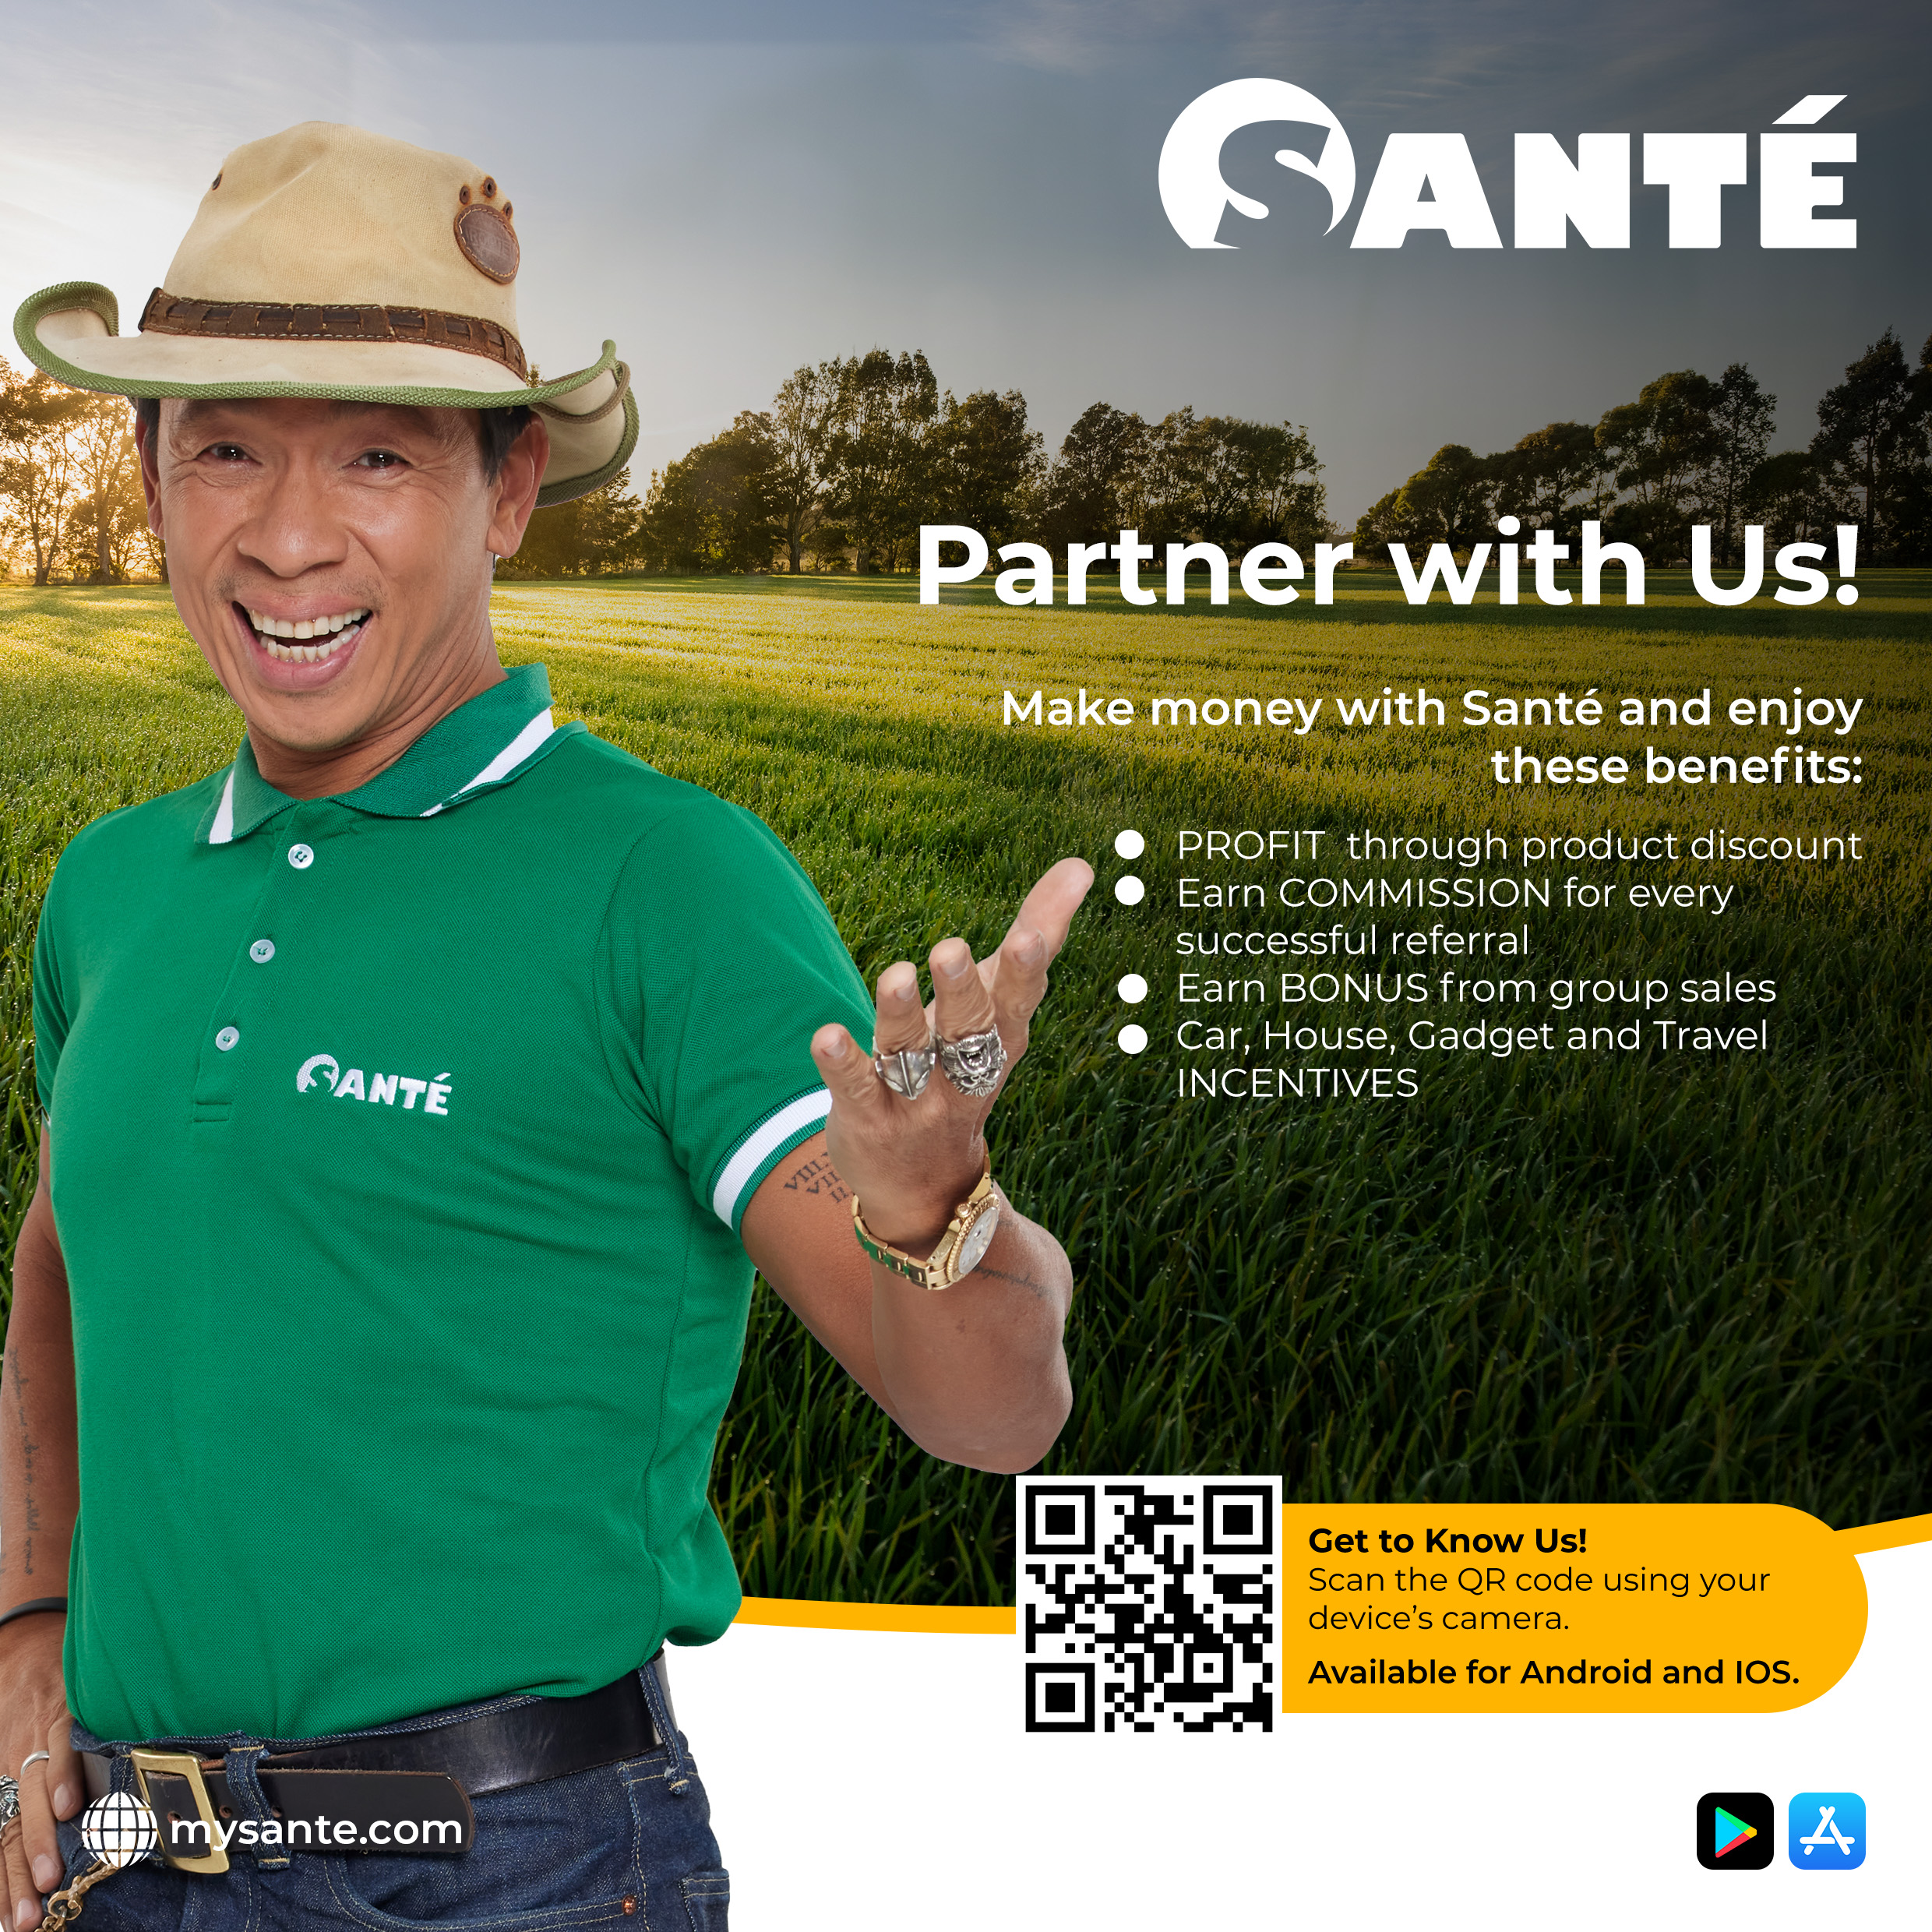 SANTÉ
Partner with Us!
Make money with Santé and enjoy
these benefits:
PROFIT through product discount
Earn COMMISSION for every
successful referral
Earn BONUS from group sales
Car, House, Gadget and Travel
INCENTIVES
SANTÉ
Get to Know Us!
Scan the QR code using your
device's camera.
Available for Android and IOS.
mysante.com